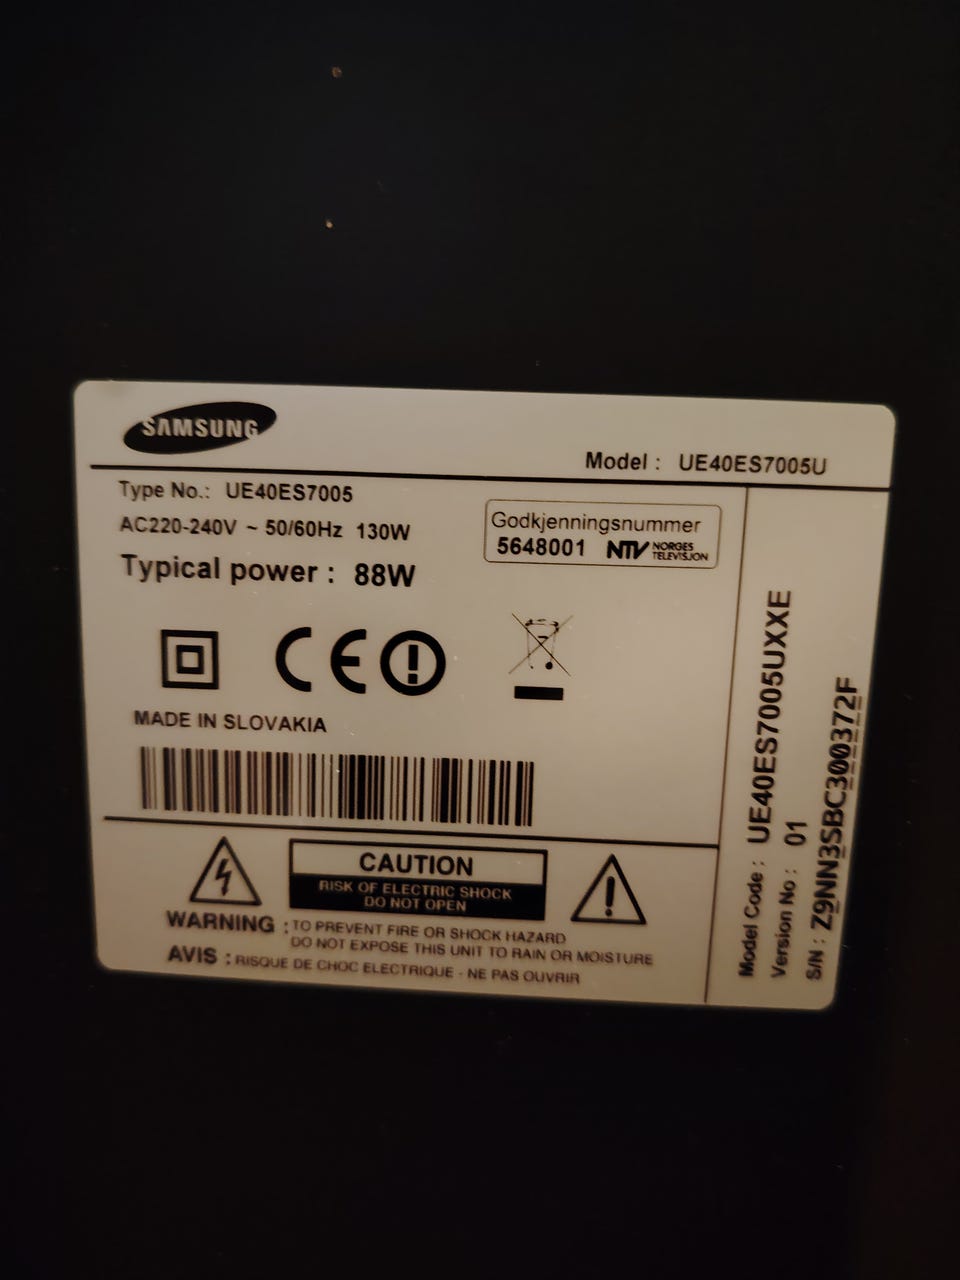 SAMSUNG
Model : UE40ES7005U
Type No.: UE40ES7005
AC220-240V ~ 50/60Hz 130W
Typical power : 88W
Godkjenningsnummer
5648001 NTV NORGES TELEVISJON
CE
MADE IN SLOVAKIA
CAUTION
RISK OF ELECTRIC SHOCK
DO NOT OPEN
WARNING : TO PREVENT FIRE OR SHOCK HAZARD
DO NOT EXPOSE THIS UNIT TO RAIN OR MOISTURE
AVIS : RISQUE DE CHOC ELECTRIQUE - NE PAS OUVRIR
Model Code : UE40ES7005UXXE
Version No : 01
S/N : Z9NN3SBC300372F